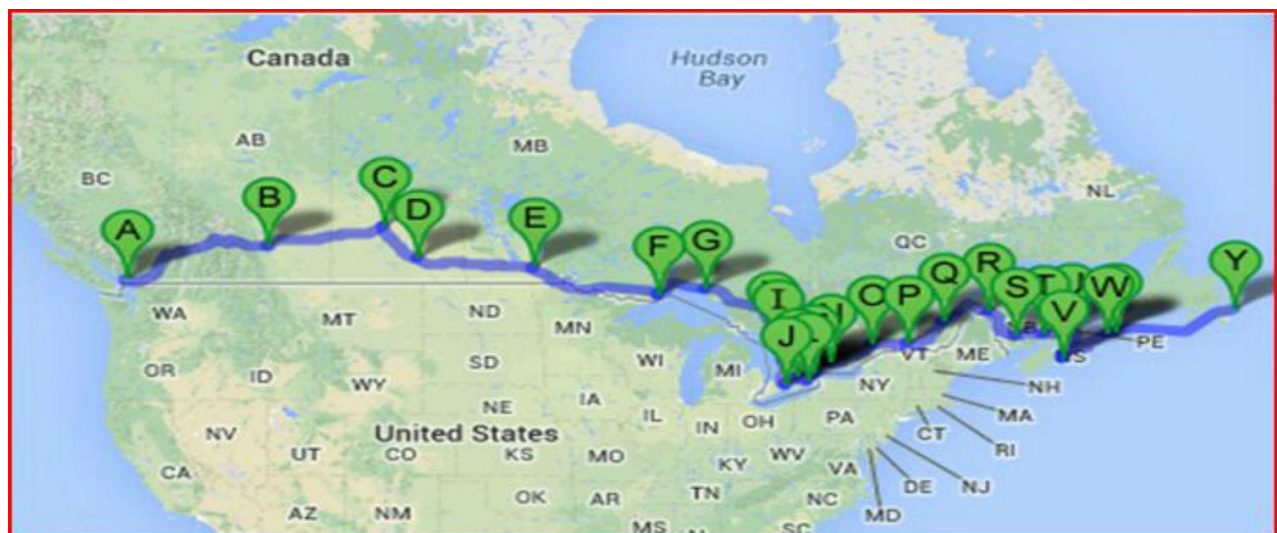 Canada
Hudson
Bay
AB
MB
BC
NL
QC
A
B
C
D
E
F
G
I
J
N
O
P
Q
R
S
T
U
V
W
Y
WA
MT
ND
MN
OR
ID
WY
SD
WI
MI
VT
ME
PE
NS
NY
NH
MA
RI
CT
NJ
DE
MD
NE
IA
IL
IN
OH
PA
NV
UT
CO
United States
KS
MO
KY
WV
VA
CA
AZ
NM
OK
AR
TN
NC
MS
SC